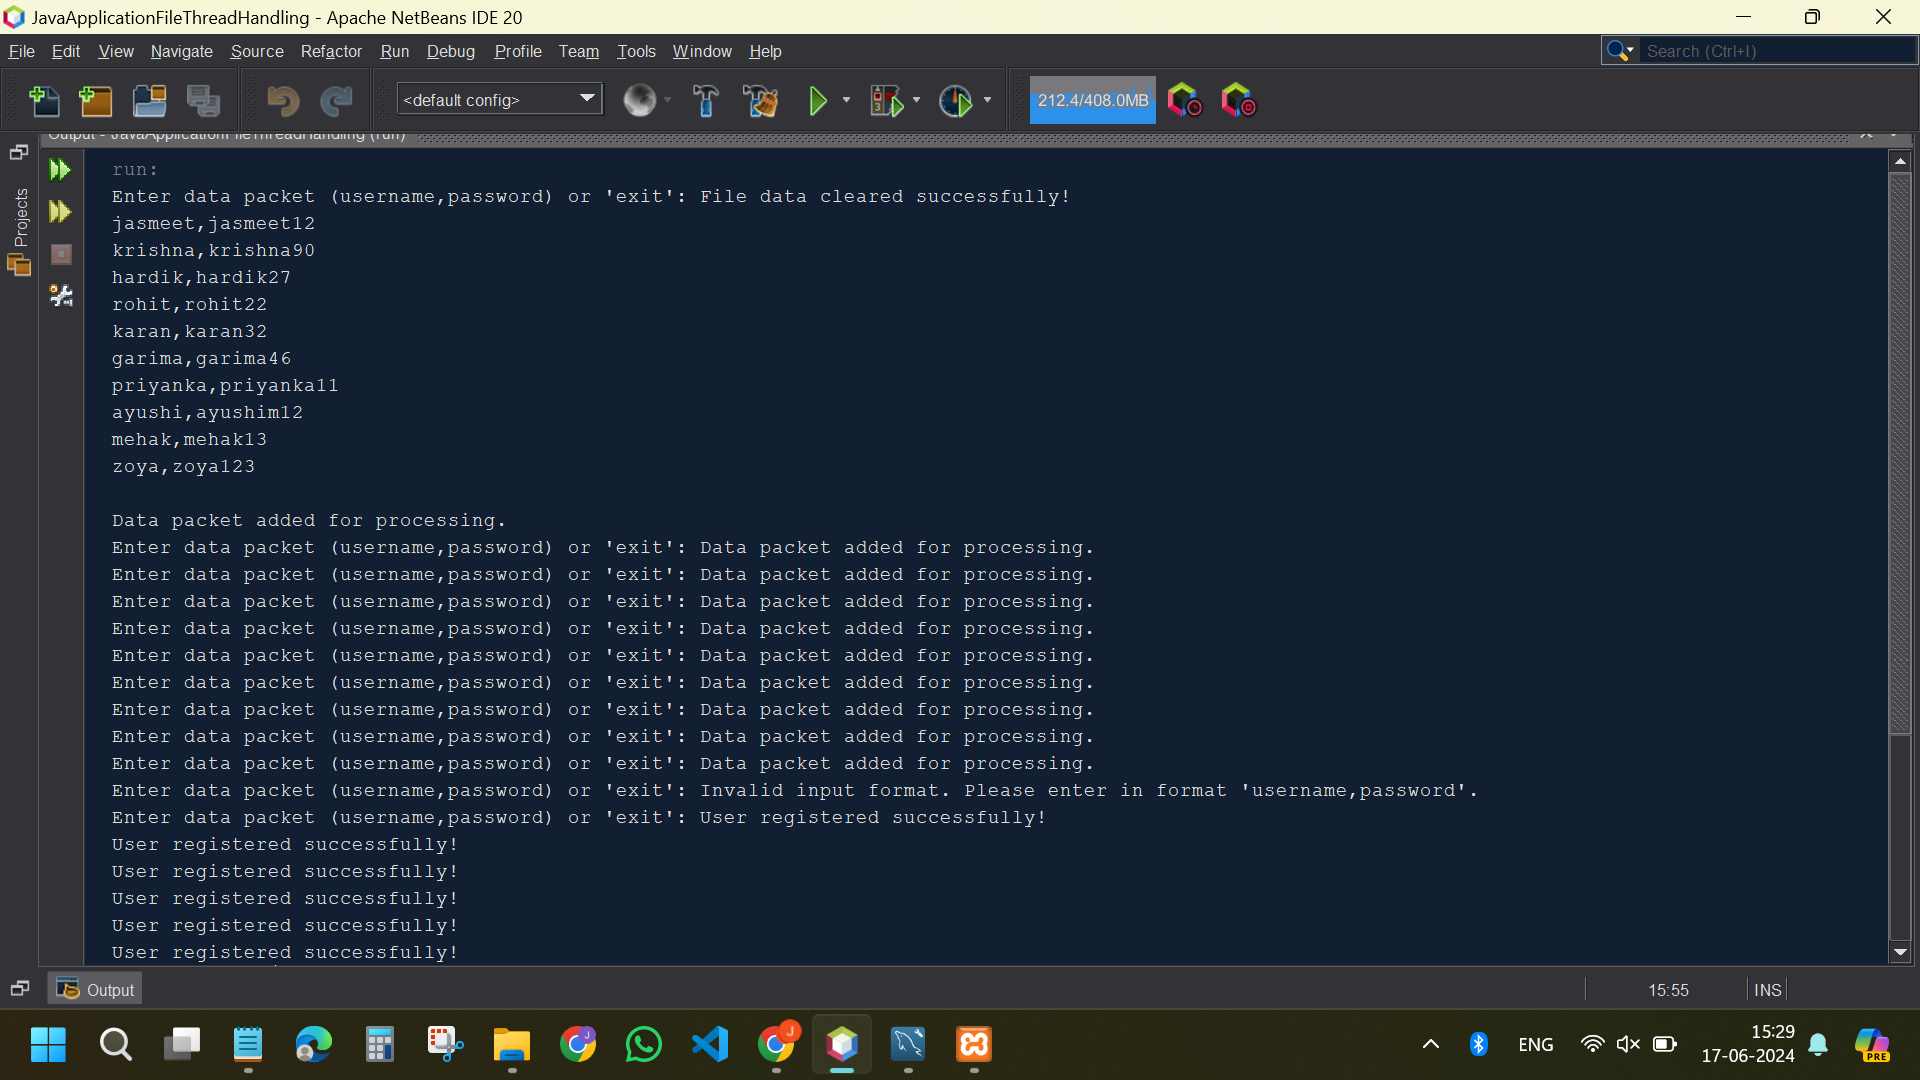 JavaApplicationFileThreadHandling - Apache NetBeans IDE 20
File Edit View Navigate Source Refactor Run Debug Profile Team Tools Window Help
Search (Ctrl+I)
<default config>
212.4/408.0MB
Output - JavaApplicationFileThreadHandling (run)
Projects
run:
Enter data packet (username,password) or 'exit': File data cleared successfully!
jasmeet,jasmeet12
krishna,krishna90
hardik,hardik27
rohit,rohit22
karan,karan32
garima,garima46
priyanka,priyanka11
ayushi,ayushim12
mehak,mehak13
zoya,zoya123
Data packet added for processing.
Enter data packet (username,password) or 'exit': Data packet added for processing.
Enter data packet (username,password) or 'exit': Data packet added for processing.
Enter data packet (username,password) or 'exit': Data packet added for processing.
Enter data packet (username,password) or 'exit': Data packet added for processing.
Enter data packet (username,password) or 'exit': Data packet added for processing.
Enter data packet (username,password) or 'exit': Data packet added for processing.
Enter data packet (username,password) or 'exit': Data packet added for processing.
Enter data packet (username,password) or 'exit': Data packet added for processing.
Enter data packet (username,password) or 'exit': Data packet added for processing.
Enter data packet (username,password) or 'exit': Invalid input format. Please enter in format 'username,password'.
Enter data packet (username,password) or 'exit': User registered successfully!
User registered successfully!
User registered successfully!
User registered successfully!
User registered successfully!
User registered successfully!
Output
15:55
INS
ENG
15:29
17-06-2024
PRE